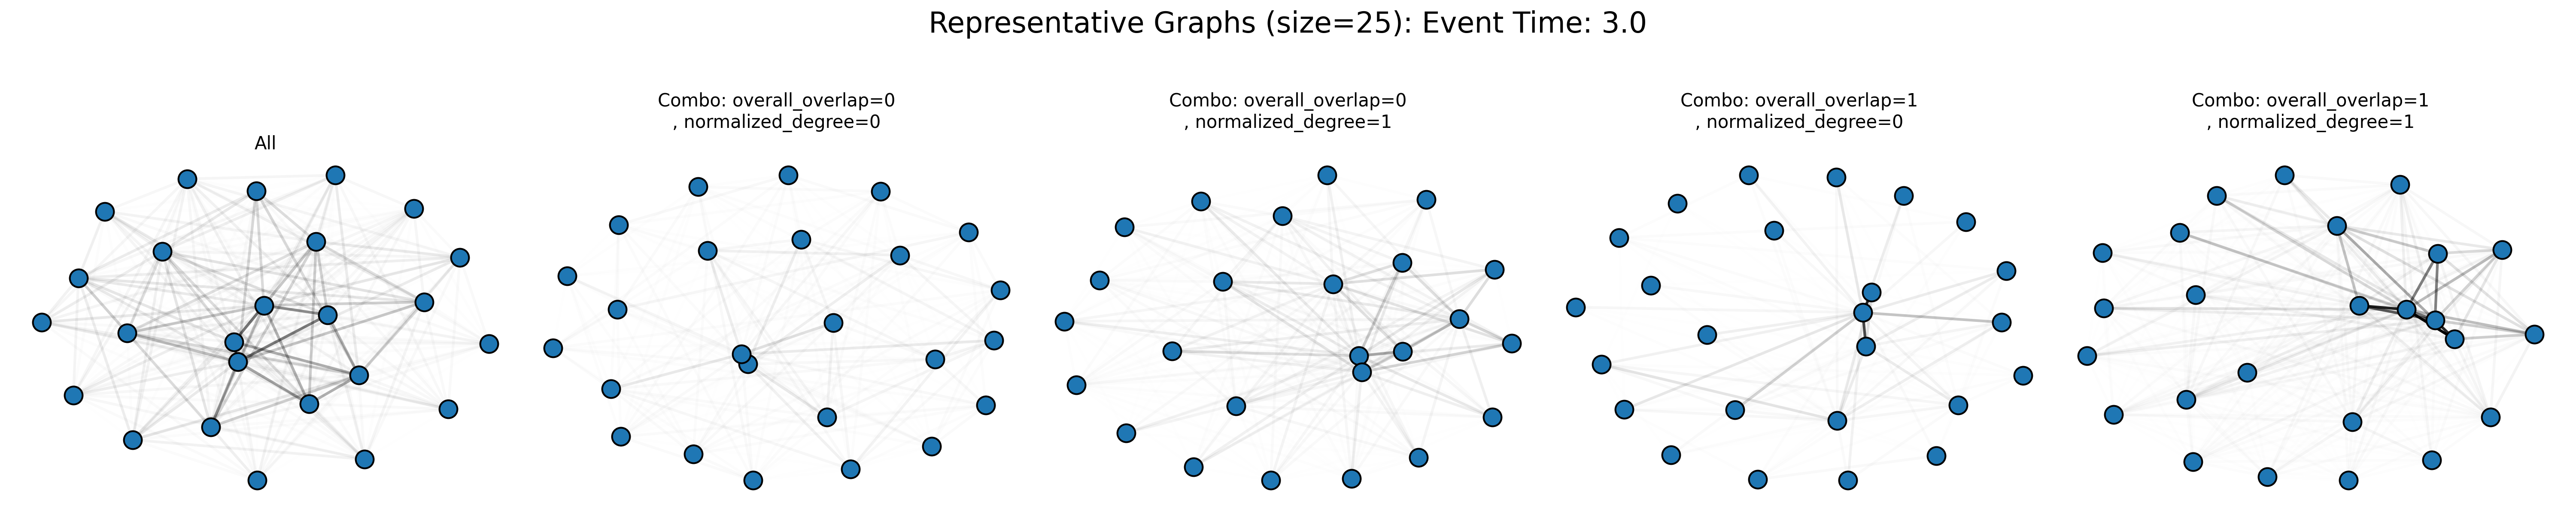 Representative Graphs (size=25): Event Time: 3.0
All
Combo: overall_overlap=0
, normalized_degree=0
Combo: overall_overlap=0
, normalized_degree=1
Combo: overall_overlap=1
, normalized_degree=0
Combo: overall_overlap=1
, normalized_degree=1